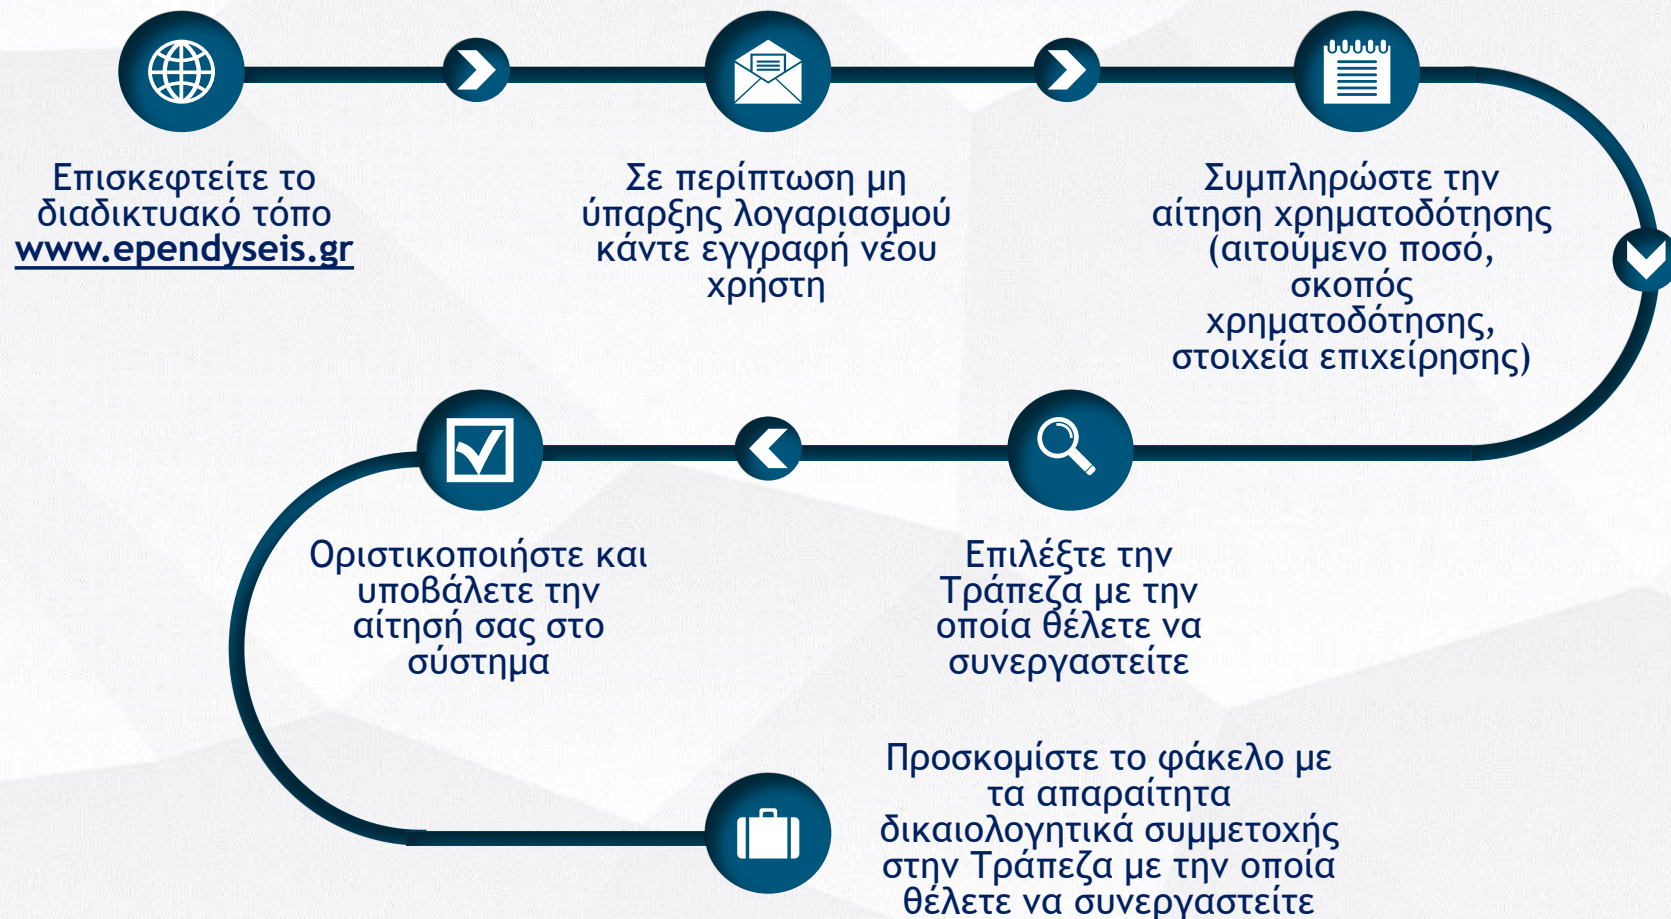 Επισκεφτείτε το
διαδικτυακό τόπο
www.ependyseis.gr
Σε περίπτωση μη
ύπαρξης λογαριασμού
κάντε εγγραφή νέου
χρήστη
Συμπληρώστε την
αίτηση χρηματοδότησης
(αιτούμενο ποσό,
σκοπός
χρηματοδότησης,
στοιχεία επιχείρησης)
Επιλέξτε την
Τράπεζα με την
οποία θέλετε να
συνεργαστείτε
Οριστικοποιήστε και
υποβάλετε την
αίτησή σας στο
σύστημα
Προσκομίστε το φάκελο με
τα απαραίτητα
δικαιολογητικά συμμετοχής
στην Τράπεζα με την οποία
θέλετε να συνεργαστείτε